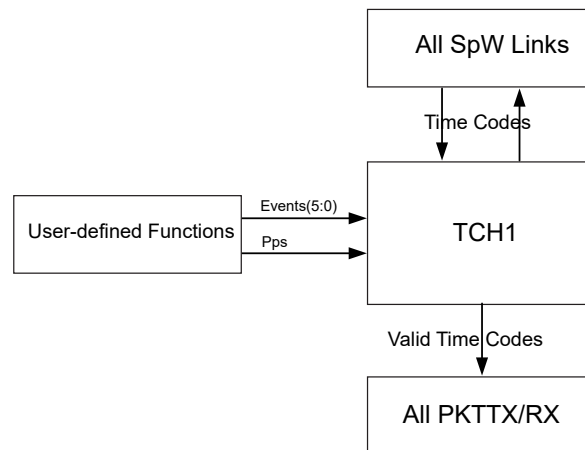 All SpW Links
Time Codes
Events(5:0)
User-defined Functions
TCH1
Pps
Valid Time Codes
All PKTTX/RX